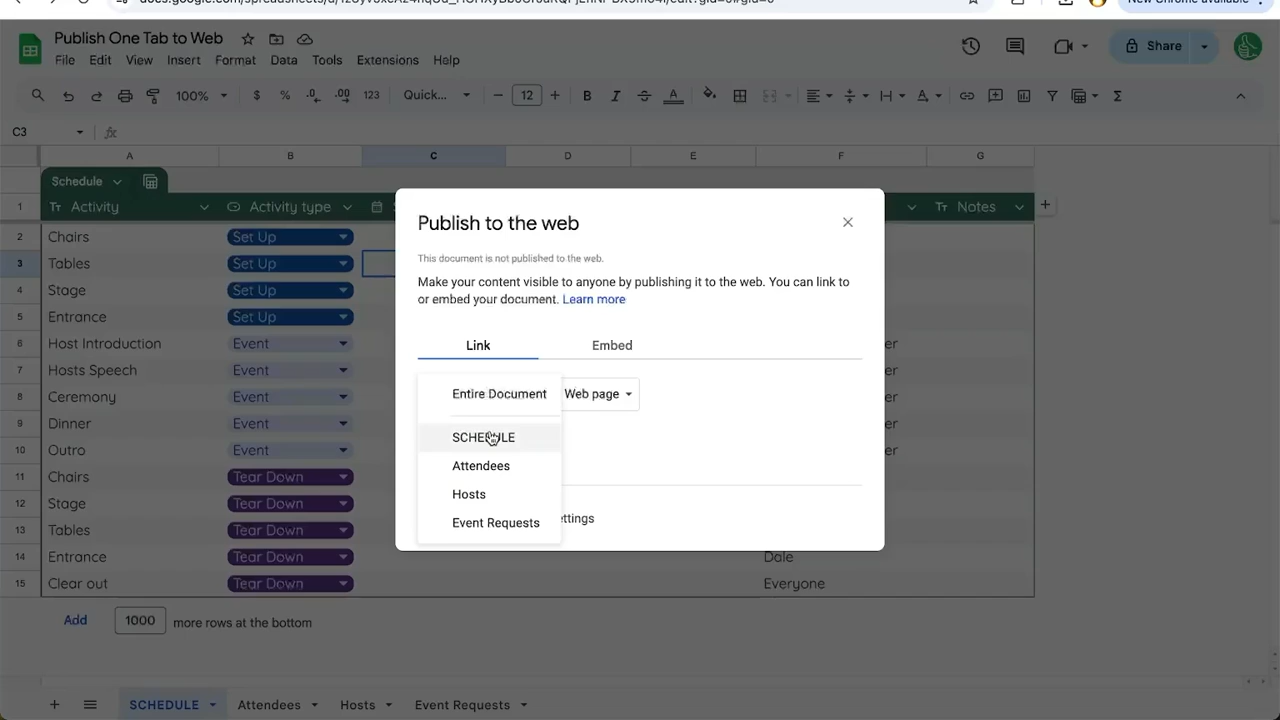 New Chrome available
Publish One Tab to Web
File Edit View Insert Format Data Tools Extensions Help
Share
100% $ % .0 .00 123 Quick... 12 B I A
C3 fx
A B C D E F G
Schedule
1 Activity Activity type Notes
2 Chairs Set Up
3 Tables Set Up
4 Stage Set Up
5 Entrance Set Up
6 Host Introduction Event
7 Hosts Speech Event
8 Ceremony Event
9 Dinner Event
10 Outro Event
11 Chairs Tear Down
12 Stage Tear Down
13 Tables Tear Down
14 Entrance Tear Down Dale
15 Clear out Tear Down Everyone
Add 1000 more rows at the bottom
Publish to the web
This document is not published to the web.
Make your content visible to anyone by publishing it to the web. You can link to
or embed your document. Learn more
Link Embed
Entire Document Web page
SCHEDULE
Attendees
Hosts
Event Requests
SCHEDULE Attendees Hosts Event Requests